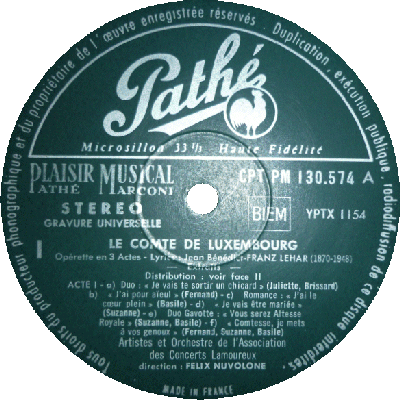 Tous droits du producteur phonographique et du propriétaire de l'œuvre enregistrée réservés. Duplication, exécution publique, radiodiffusion de ce disque interdites
Pathé
Microsillon 33 1/3 Haute Fidélité
PLAISIR MUSICAL
PATHÉ MARCONI
CPT PM 130.574 A
STEREO
GRAVURE UNIVERSELLE
BIEM
YPTX 1154
I
LE COMTE DE LUXEMBOURG
Opérette en 3 Actes - Lyrics: Jean Bénédict-FRANZ LEHAR (1870-1948)
— Extraits —
Distribution : voir face II
ACTE I - a) Duo : « Je vais te sortir un chicard » (Juliette, Brissard)
b) « J'ai pour aïeul » (Fernand) - c) Romance : « J'ai le
cœur plein » (Basile) - d) « Je vais être mariée »
(Suzanne) - e) Duo Gavotte : « Vous serez Altesse
Royale » (Suzanne, Basile) - f) « Comtesse, je mets
à vos genoux » (Fernand, Suzanne, Basile)
Artistes et Orchestre de l'Association
des Concerts Lamoureux
direction : FELIX NUVOLONE
MADE IN FRANCE